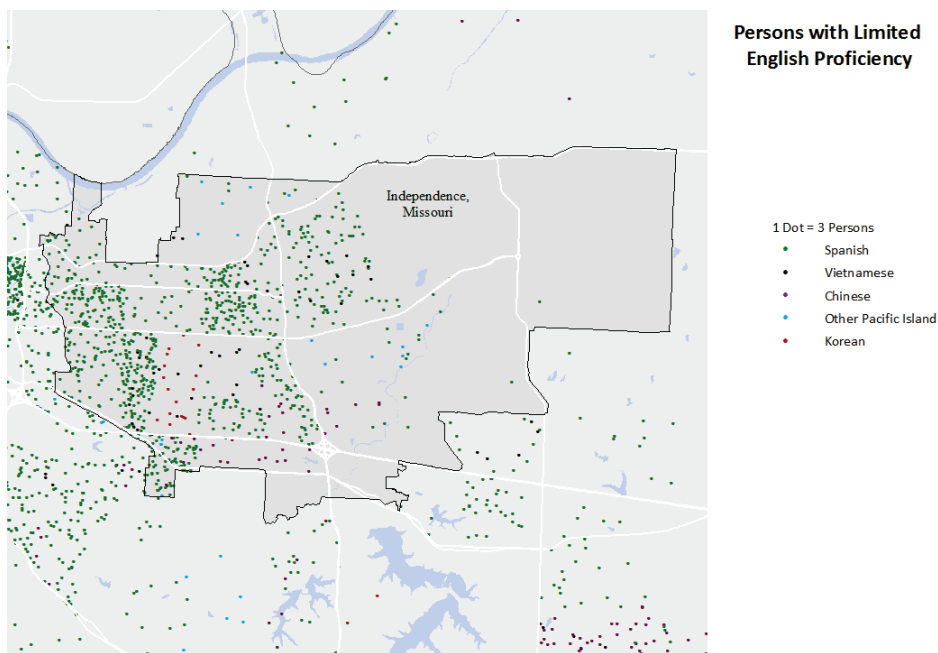 Persons with Limited
English Proficiency
Independence,
Missouri
1 Dot = 3 Persons
Spanish
Vietnamese
Chinese
Other Pacific Island
Korean